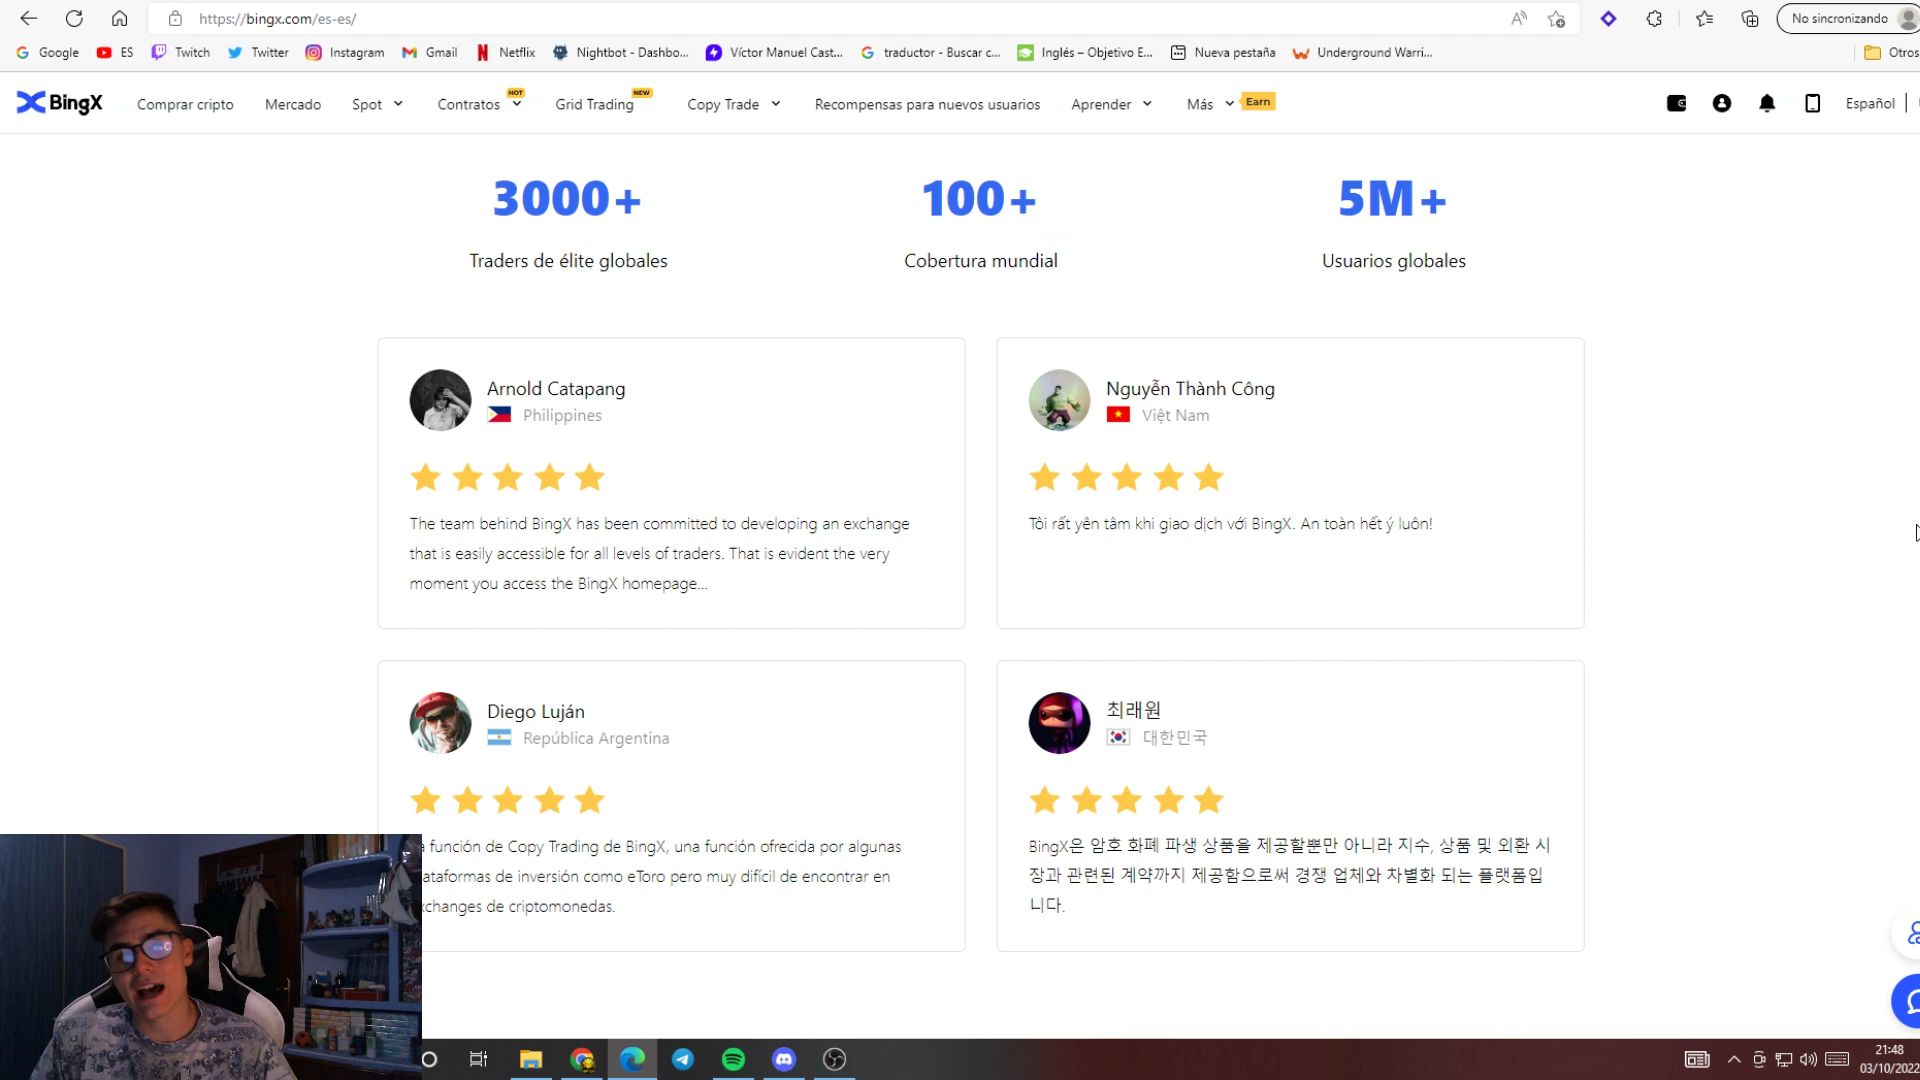 https://bingx.com/es-es/
No sincronizando
Google
ES
Twitch
Twitter
Instagram
Gmail
Netflix
Nightbot - Dashbo...
Víctor Manuel Cast...
traductor - Buscar c...
Inglés – Objetivo E...
Nueva pestaña
Underground Warri...
Otros
BingX
Comprar cripto
Mercado
Spot
Contratos
HOT
Grid Trading
NEW
Copy Trade
Recompensas para nuevos usuarios
Aprender
Más
Earn
Español
3000+
100+
5M+
Traders de élite globales
Cobertura mundial
Usuarios globales
Arnold Catapang
Philippines
The team behind BingX has been committed to developing an exchange
that is easily accessible for all levels of traders. That is evident the very
moment you access the BingX homepage...
Nguyễn Thành Công
Việt Nam
Tôi rất yên tâm khi giao dịch với BingX. An toàn hết ý luôn!
Diego Luján
República Argentina
función de Copy Trading de BingX, una función ofrecida por algunas
ataformas de inversión como eToro pero muy difícil de encontrar en
xchanges de criptomonedas.
최래원
대한민국
BingX은 암호 화폐 파생 상품을 제공할뿐만 아니라 지수, 상품 및 외환 시
장과 관련된 계약까지 제공함으로써 경쟁 업체와 차별화 되는 플랫폼입
니다.
21:48
03/10/2022